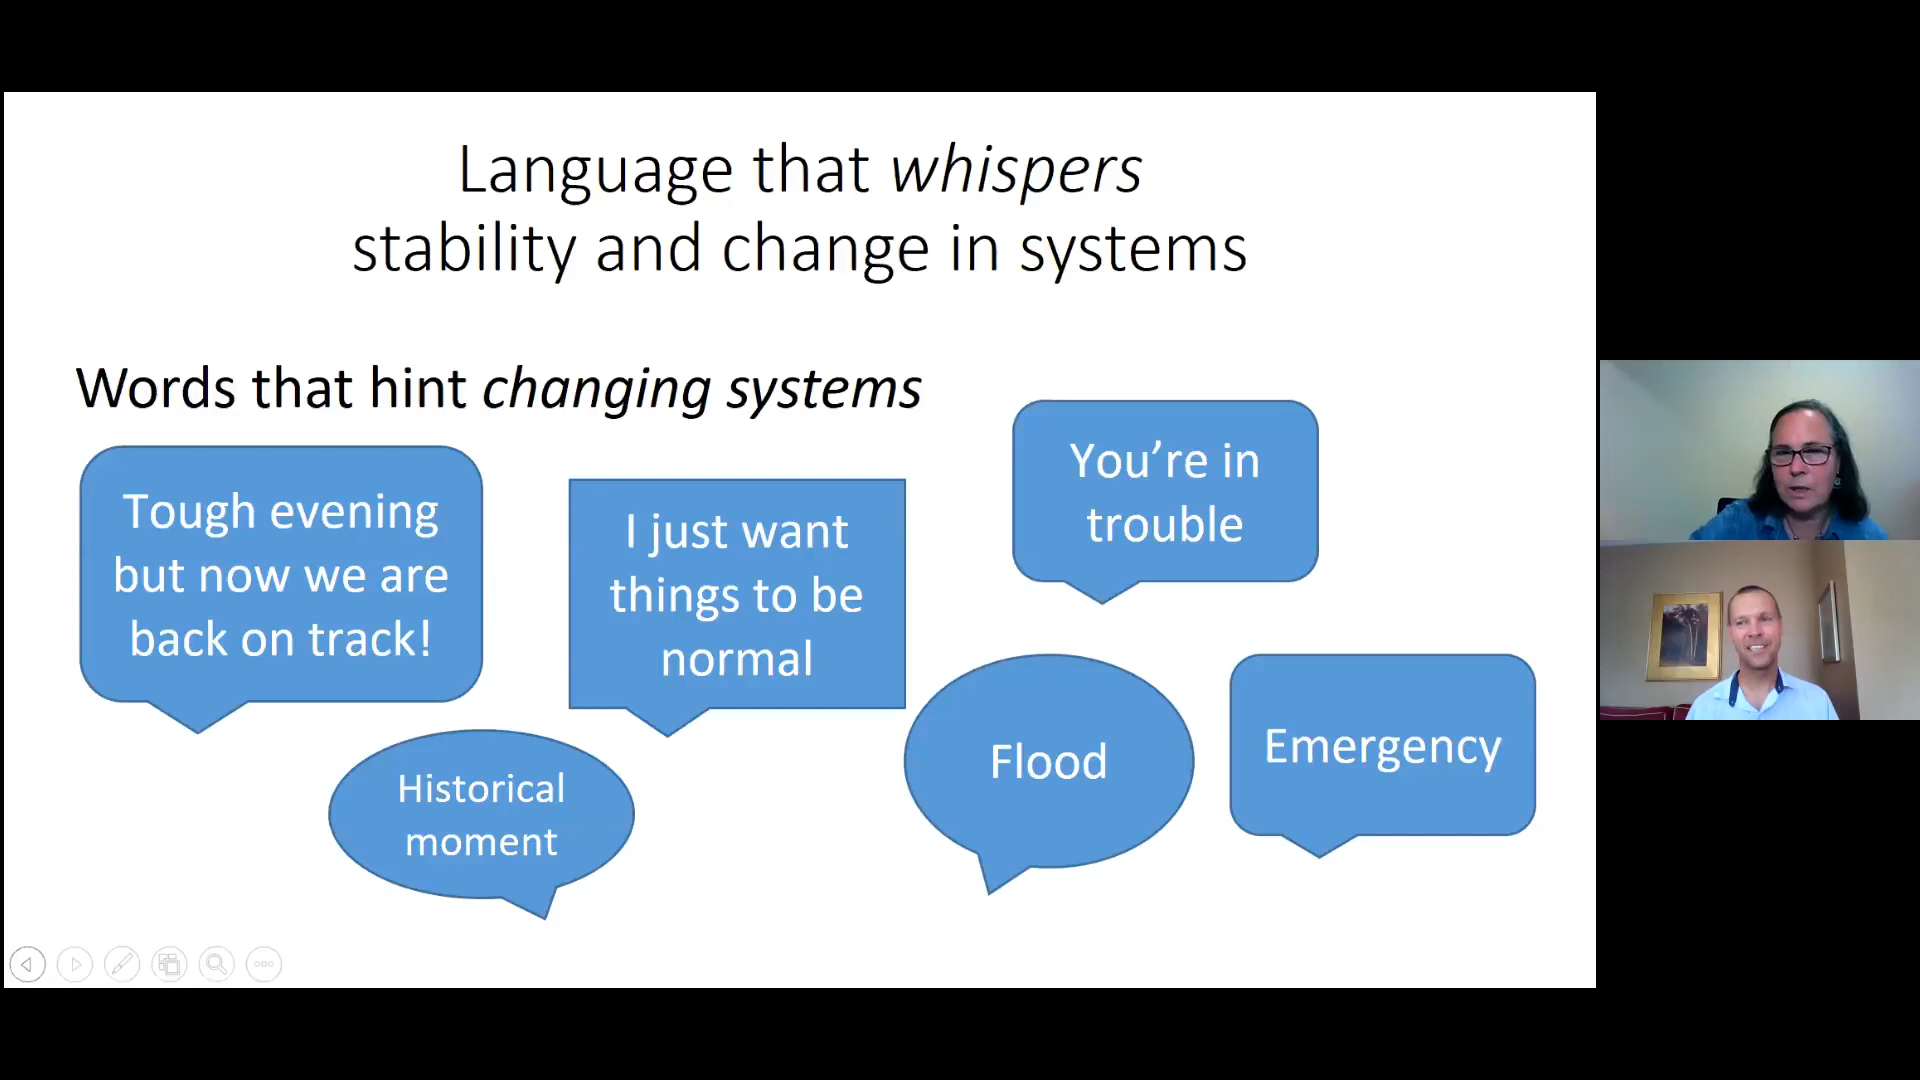 Language that whispers
stability and change in systems
Words that hint changing systems
Tough evening
but now we are
back on track!
I just want
things to be
normal
You’re in
trouble
Historical
moment
Flood
Emergency